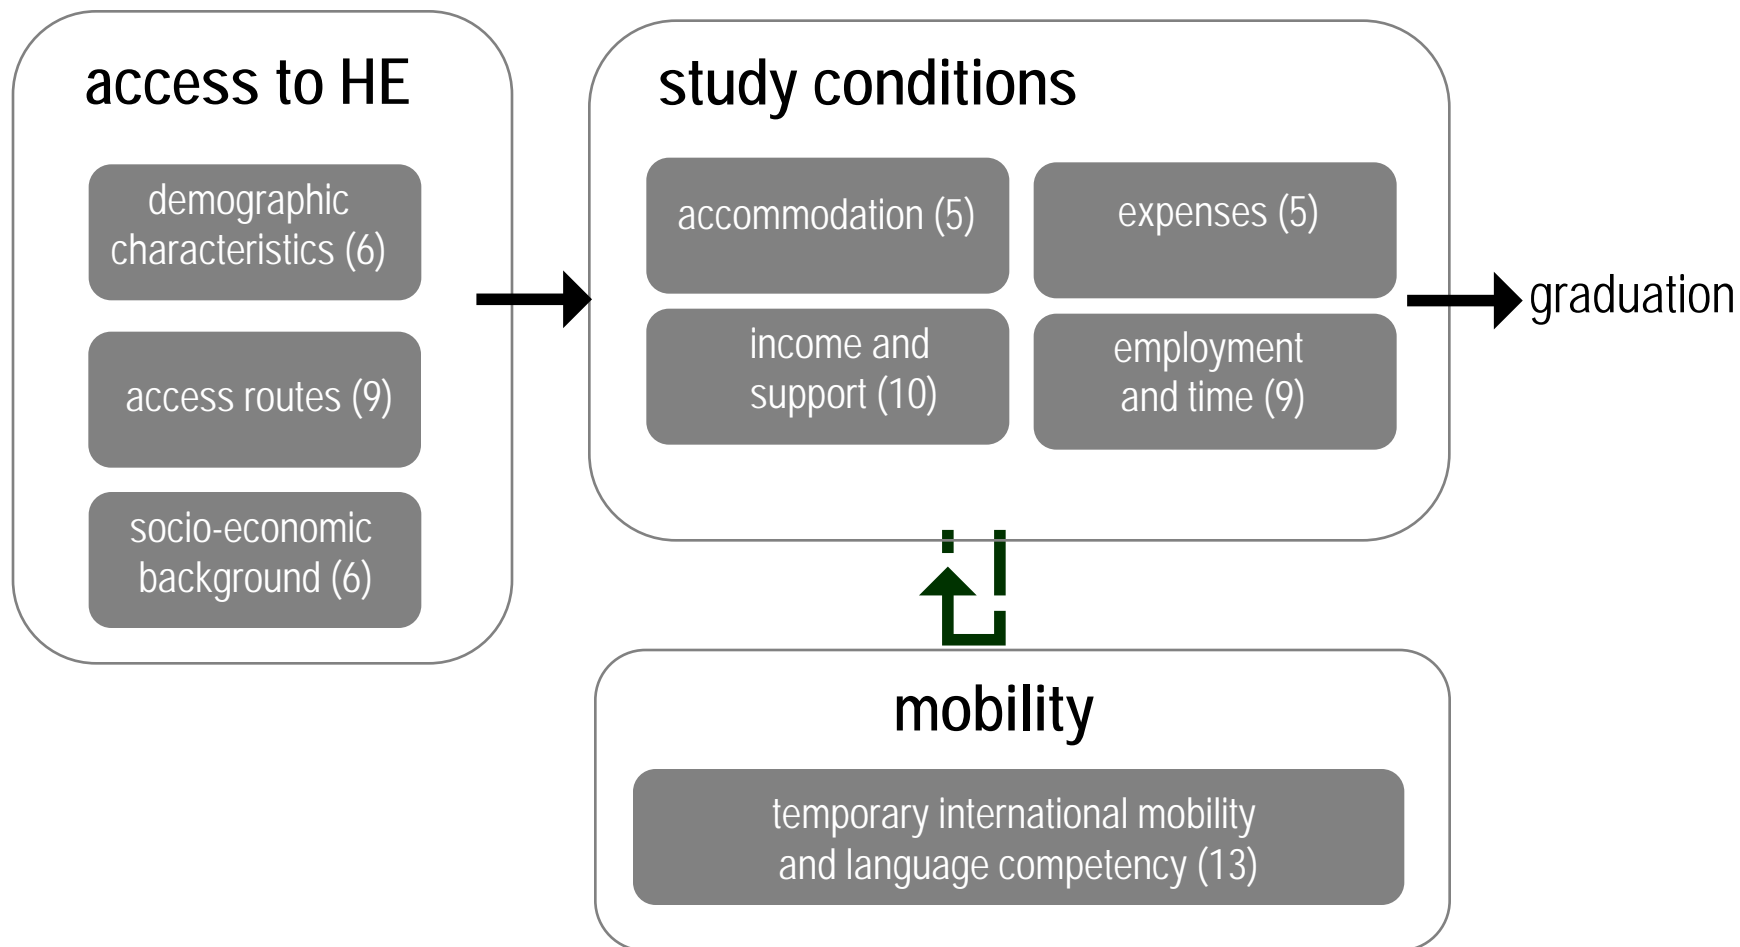 access to HE
demographic
characteristics (6)
access routes (9)
socio-economic
background (6)
study conditions
accommodation (5)
expenses (5)
income and
support (10)
employment
and time (9)
graduation
mobility
temporary international mobility
and language competency (13)